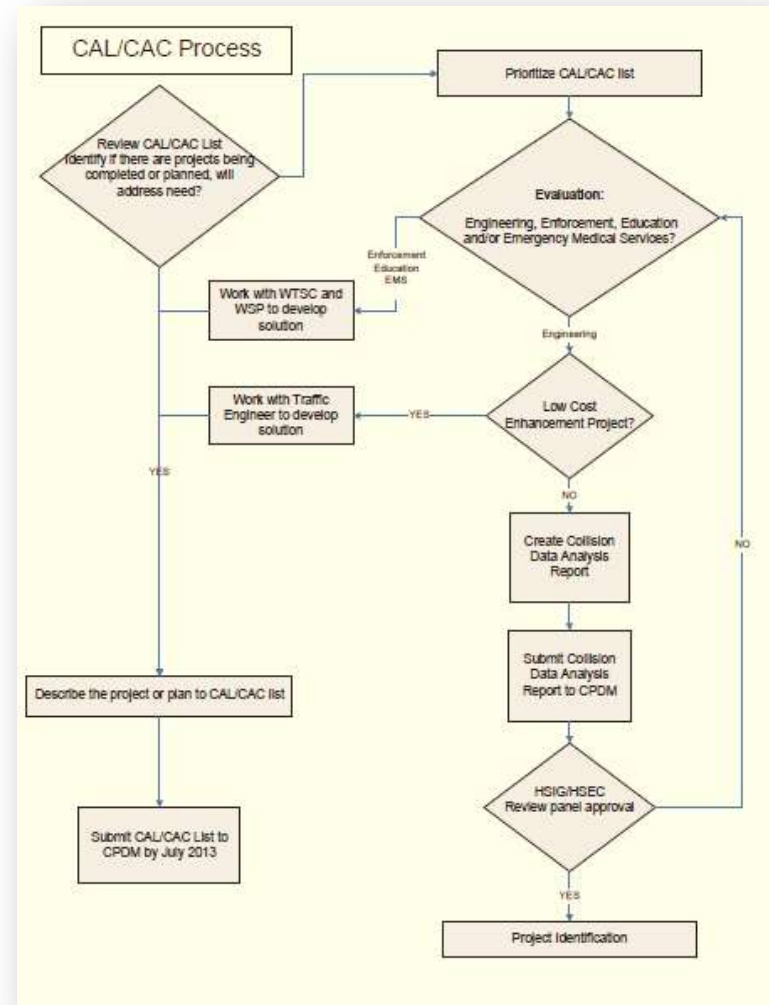 CAL/CAC Process
Prioritize CAL/CAC list
Review CAL/CAC List
Identify if there are projects being
completed or planned, will
address need?
Evaluation:
Engineering, Enforcement, Education
and/or Emergency Medical Services?
Enforcement
Education
EMS
Work with WTSC and
WSP to develop
solution
Engineering
Work with Traffic
Engineer to develop
solution
YES
Low Cost
Enhancement Project?
YES
NO
Create Collision
Data Analysis
Report
NO
Submit Collision
Data Analysis
Report to CPDM
Describe the project or plan to CAL/CAC list
HSIG/HSEC
Review panel approval
Submit CAL/CAC List to
CPDM by July 2013
YES
Project Identification